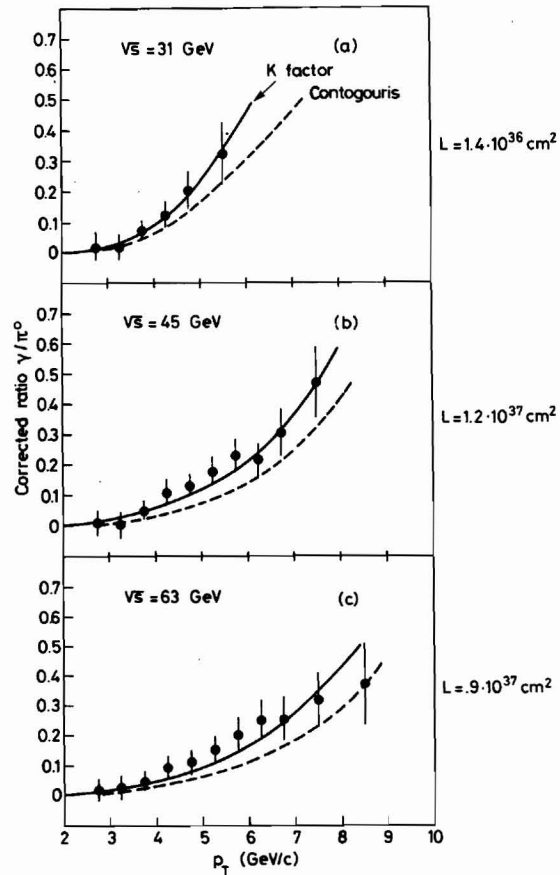 0.7
0.6
0.5
0.4
0.3
0.2
0.1
0
√s = 31 GeV
(a)
K factor
Contogouris
L = 1.4·10³⁶ cm²
0.7
0.6
0.5
0.4
0.3
0.2
0.1
0
√s = 45 GeV
(b)
L = 1.2·10³⁷ cm²
Corrected ratio γ/π°
0.7
0.6
0.5
0.4
0.3
0.2
0.1
0
√s = 63 GeV
(c)
L = .9·10³⁷ cm²
2 3 4 5 6 7 8 9 10
p_T (GeV/c)